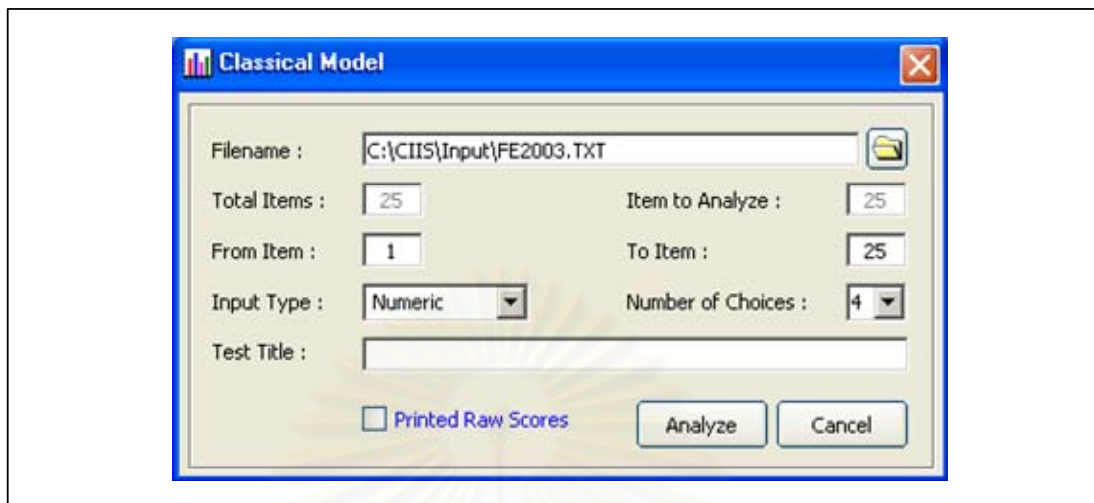 Classical Model
Filename : C:\CIIS\Input\FE2003.TXT
Total Items : 25 Item to Analyze : 25
From Item : 1 To Item : 25
Input Type : Numeric Number of Choices : 4
Test Title :
Printed Raw Scores Analyze Cancel